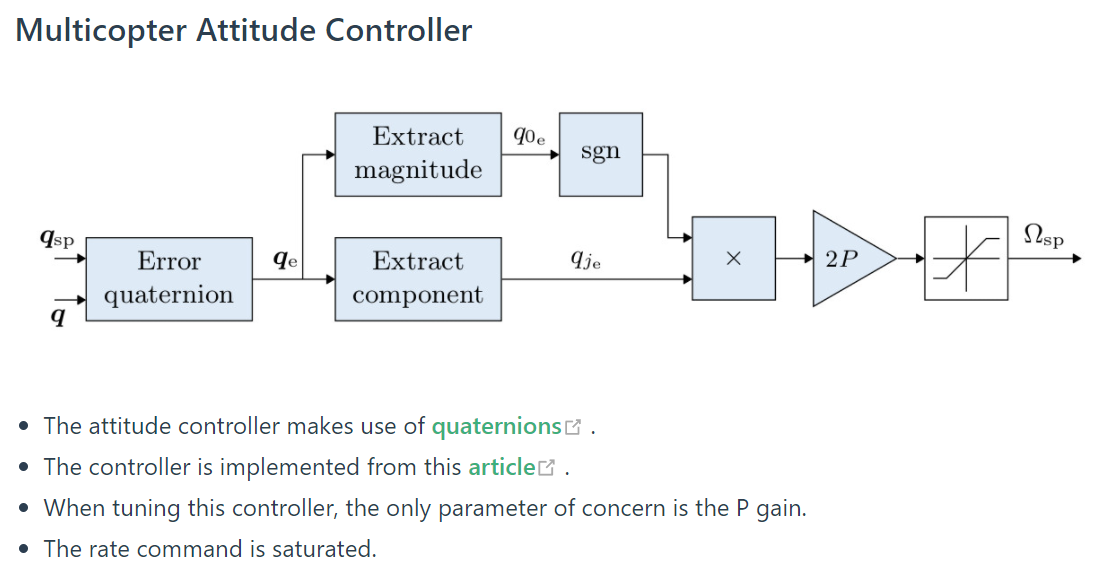 Multicopter Attitude Controller
Extract
magnitude
q0e
sgn
qsp
q
Error
quaternion
qe
Extract
component
qje
×
2P
Ωsp
The attitude controller makes use of quaternions .
The controller is implemented from this article .
When tuning this controller, the only parameter of concern is the P gain.
The rate command is saturated.